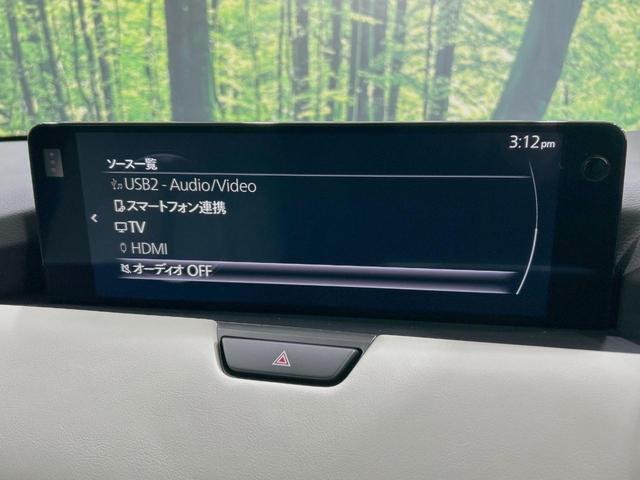 3:12pm
ソース一覧
USB2 - Audio/Video
スマートフォン連携
TV
HDMI
オーディオ OFF